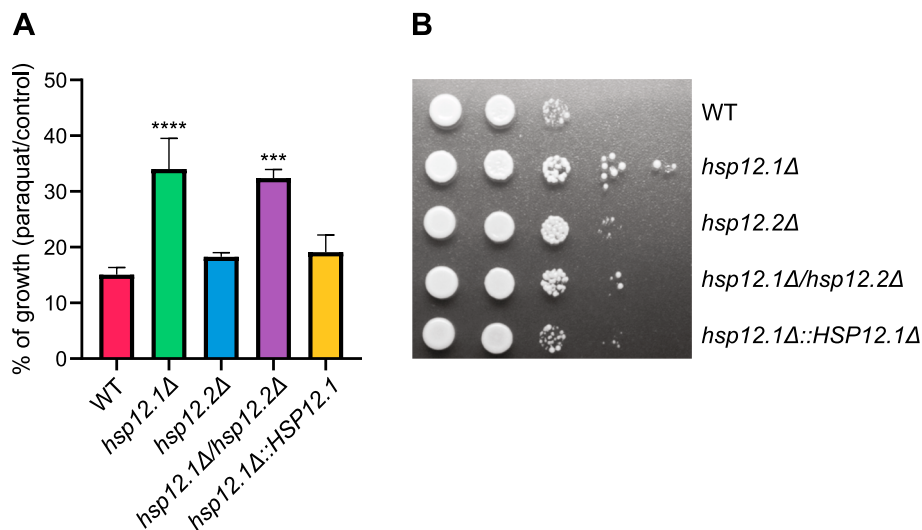 A
B
% of growth (paraquat/control)
50
40
30
20
10
0
****
***
WT
hsp12.1Δ
hsp12.2Δ
hsp12.1Δ/hsp12.2Δ
hsp12.1Δ::HSP12.1
WT
hsp12.1Δ
hsp12.2Δ
hsp12.1Δ/hsp12.2Δ
hsp12.1Δ::HSP12.1Δ